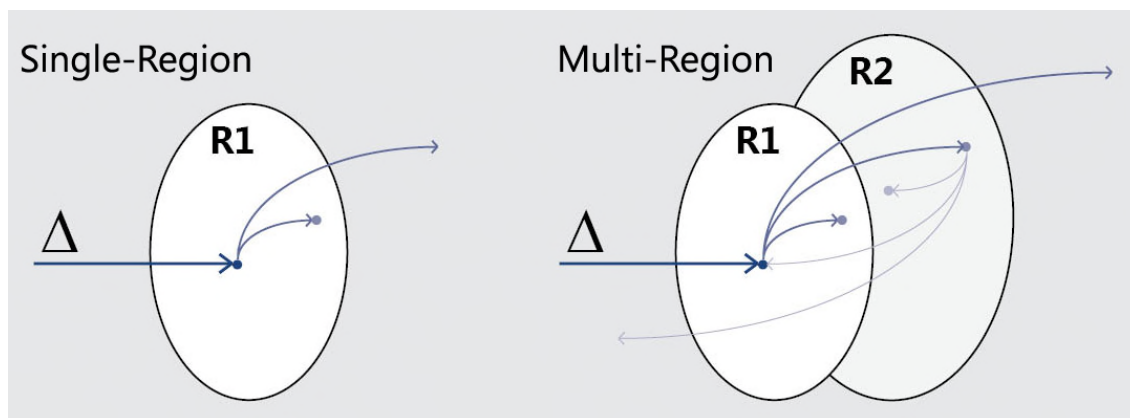 Single-Region
R1
Δ
Multi-Region
R2
R1
Δ